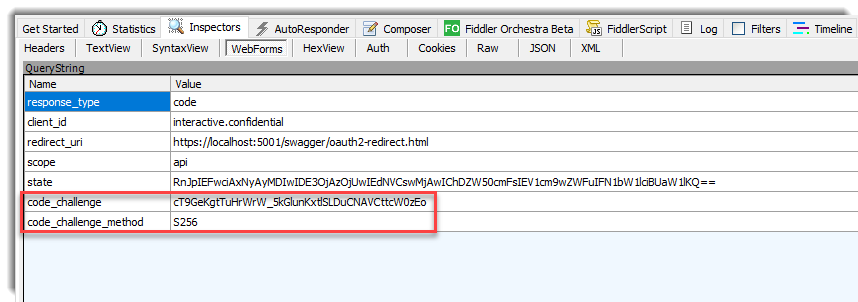 Get Started Statistics Inspectors AutoResponder Composer FO Fiddler Orchestra Beta JS FiddlerScript Log Filters Timeline
Headers TextView SyntaxView WebForms HexView Auth Cookies Raw JSON XML
QueryString
Name Value
response_type code
client_id interactive.confidential
redirect_uri https://localhost:5001/swagger/oauth2-redirect.html
scope api
state RnJpIEFwciAxNyAyMDIwIDE3OjAzOjUwIEdNVCswMjAwIChDZW50cmFsIEV1cm9wZWFuIFN1bW1lciBUaW1lKQ==
code_challenge cT9GeKgtTuHrWrW_5kGlunKxtlSLDuCNAVCttcW0zEo
code_challenge_method S256